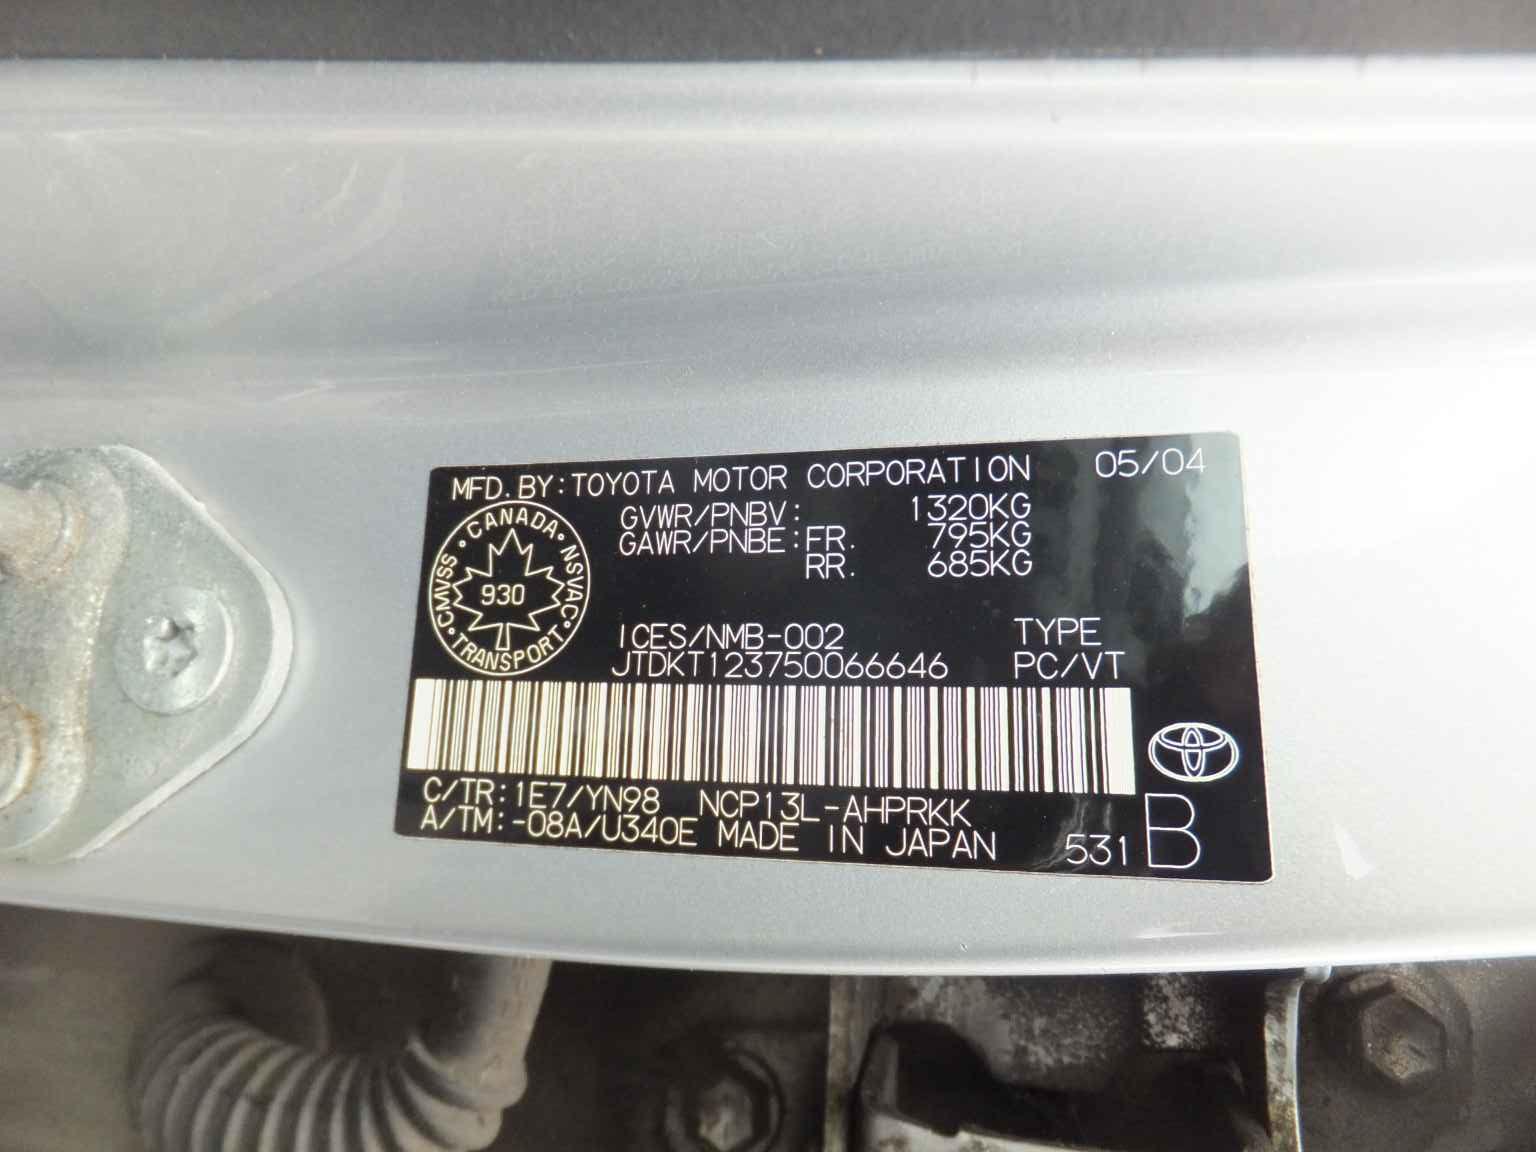 MFD. BY: TOYOTA MOTOR CORPORATION 05/04
GVWR/PNBV: 1320KG
GAWR/PNBE: FR. 795KG
RR. 685KG
CANADA · NSVAC · TRANSPORT · CMVSS ·
930
ICES/NMB-002 TYPE
JTDKT123750066646 PC/VT
C/TR: 1E7/YN98 NCP13L-AHPRKK
A/TM: -08A/U340E MADE IN JAPAN 531 B